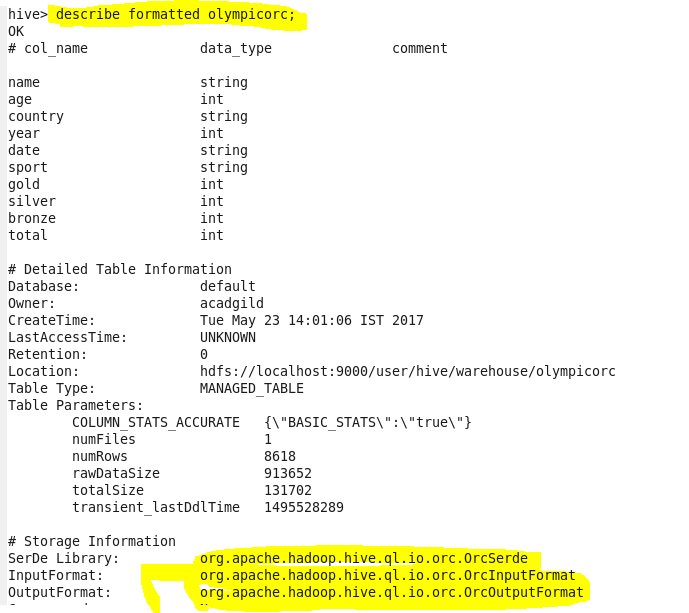 hive> describe formatted olympicorc;
OK
# col_name data_type comment
name string
age int
country string
year int
date string
sport string
gold int
silver int
bronze int
total int
# Detailed Table Information
Database: default
Owner: acadgild
CreateTime: Tue May 23 14:01:06 IST 2017
LastAccessTime: UNKNOWN
Retention: 0
Location: hdfs://localhost:9000/user/hive/warehouse/olympicorc
Table Type: MANAGED_TABLE
Table Parameters:
COLUMN_STATS_ACCURATE {\"BASIC_STATS\":\"true\"}
numFiles 1
numRows 8618
rawDataSize 913652
totalSize 131702
transient_lastDdlTime 1495528289
# Storage Information
SerDe Library: org.apache.hadoop.hive.ql.io.orc.OrcSerde
InputFormat: org.apache.hadoop.hive.ql.io.orc.OrcInputFormat
OutputFormat: org.apache.hadoop.hive.ql.io.orc.OrcOutputFormat